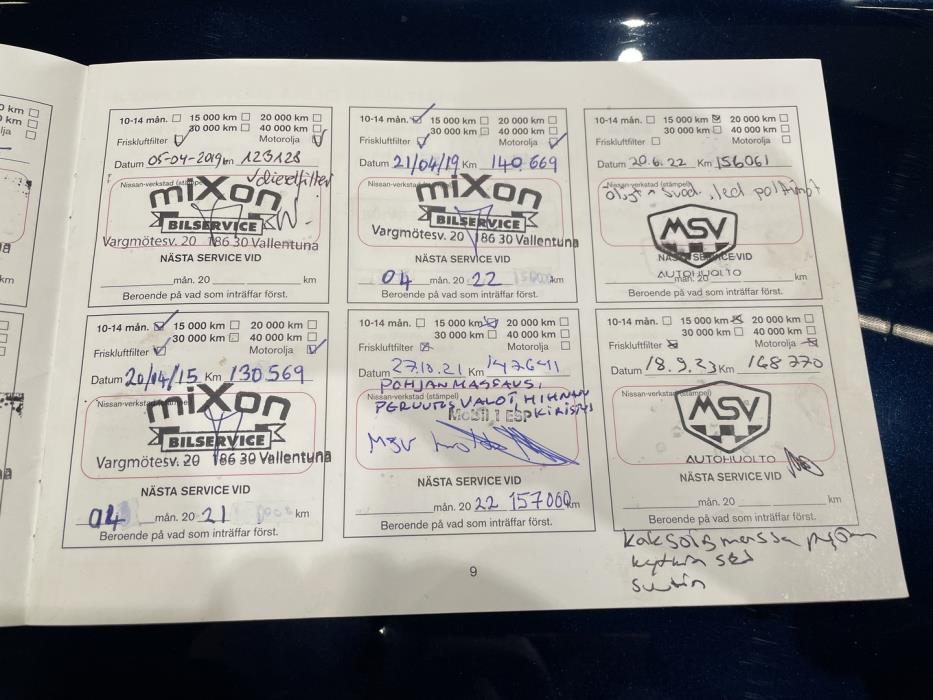 10-14 mån. 15 000 km 20 000 km
30 000 km 40 000 km
Friskluftfilter Motorolja
Datum 05-04-2019 km 123128
Nissan-verkstad (stämpel) dieselfilter
miXon
BILSERVICE
Vargmötesv. 20 186 30 Vallentuna
NÄSTA SERVICE VID
mån. 20 km
Beroende på vad som inträffar först.
10-14 mån. 15 000 km 20 000 km
30 000 km 40 000 km
Friskluftfilter Motorolja
Datum 21/04/19 Km 140 669
Nissan-verkstad (stämpel)
miXon
BILSERVICE
Vargmötesv. 20 186 30 Vallentuna
NÄSTA SERVICE VID
04 mån. 20 22 km
Beroende på vad som inträffar först.
10-14 mån. 15 000 km 20 000 km
30 000 km 40 000 km
Friskluftfilter Motorolja
Datum 20.6.22 Km 156061
Nissan-verkstad (stämpel)
MSV
NÄSTA SERVICE VID
AUTOHUOLTO
mån. 20 km
Beroende på vad som inträffar först.
10-14 mån. 15 000 km 20 000 km
30 000 km 40 000 km
Friskluftfilter Motorolja
Datum 20/04/15 Km 130 569
Nissan-verkstad (stämpel)
miXon
BILSERVICE
Vargmötesv. 20 186 30 Vallentuna
NÄSTA SERVICE VID
04 mån. 20 21 km
Beroende på vad som inträffar först.
10-14 mån. 15 000 km 20 000 km
30 000 km 40 000 km
Friskluftfilter Motorolja
Datum 27.10.21 Km 147641
POHJANMASSAUS,
Nissan-verkstad (stämpel)
PERUUTUS VALOT, HIHNAN
Mobil 1 ESP KIRISTYS
MSV
NÄSTA SERVICE VID
mån. 20 22 157000 km
Beroende på vad som inträffar först.
10-14 mån. 15 000 km 20 000 km
30 000 km 40 000 km
Friskluftfilter Motorolja
Datum 18.9.23 Km 168770
Nissan-verkstad (stämpel)
MSV
AUTOHUOLTO
NÄSTA SERVICE VID
mån. 20 km
Beroende på vad som inträffar först.
9